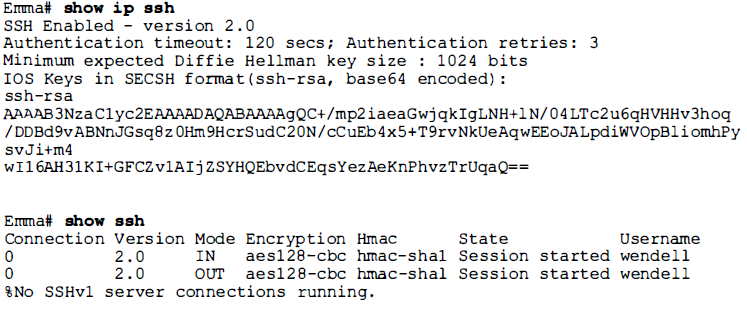 Emma# show ip ssh
SSH Enabled - version 2.0
Authentication timeout: 120 secs; Authentication retries: 3
Minimum expected Diffie Hellman key size : 1024 bits
IOS Keys in SECSH format(ssh-rsa, base64 encoded):
ssh-rsa
AAAAB3NzaC1yc2EAAAADAQABAAAAgQC+/mp2iaeaGwjqkIgLNH+lN/04LTc2u6qHVHHv3hoq
/DDBd9vABNnJGsq8z0Hm9HcrSudC20N/cCuEb4x5+T9rvNkUeAqwEEoJALpdiWVOpBliomhPy
svJi+m4
wI16AH31KI+GFCZvlAIjZSYHQEbvdCEqsYezAeKnPhvzTrUqaQ==
Emma# show ssh
Connection Version Mode Encryption Hmac State Username
0 2.0 IN aes128-cbc hmac-sha1 Session started wendell
0 2.0 OUT aes128-cbc hmac-sha1 Session started wendell
%No SSHv1 server connections running.